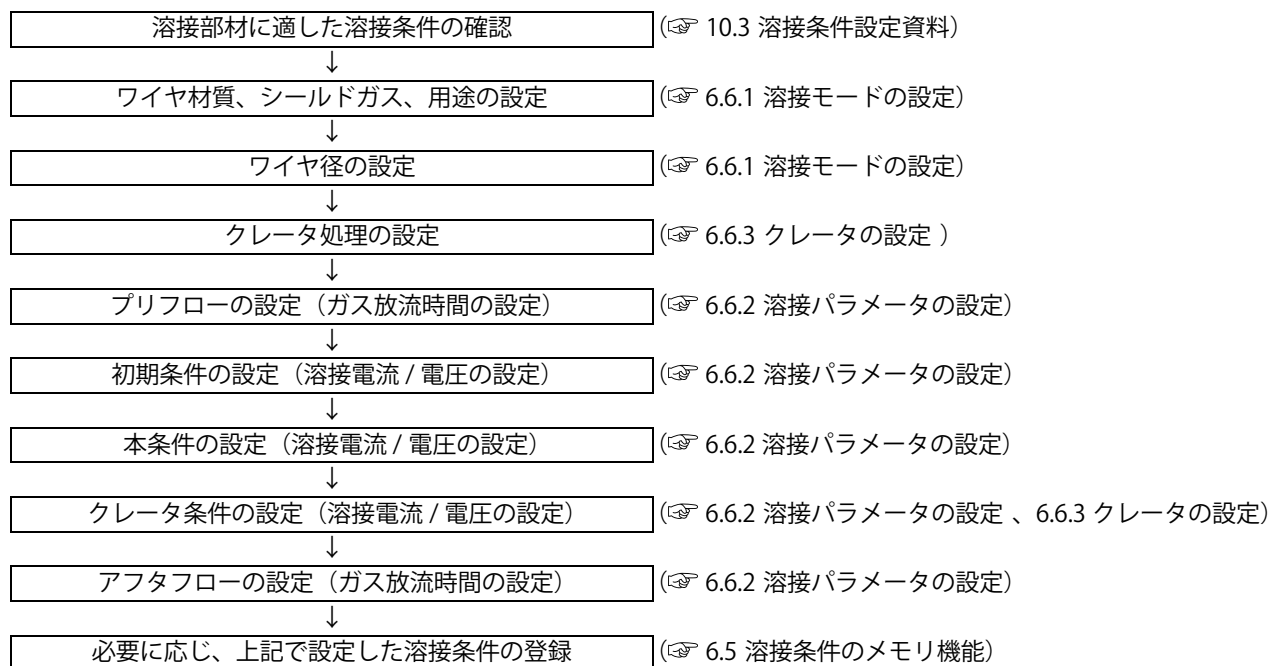 溶接部材に適した溶接条件の確認 (☞ 10.3 溶接条件設定資料)
↓
ワイヤ材質、シールドガス、用途の設定 (☞ 6.6.1 溶接モードの設定)
↓
ワイヤ径の設定 (☞ 6.6.1 溶接モードの設定)
↓
クレータ処理の設定 (☞ 6.6.3 クレータの設定 )
↓
プリフローの設定（ガス放流時間の設定） (☞ 6.6.2 溶接パラメータの設定)
↓
初期条件の設定（溶接電流 / 電圧の設定） (☞ 6.6.2 溶接パラメータの設定)
↓
本条件の設定（溶接電流 / 電圧の設定） (☞ 6.6.2 溶接パラメータの設定)
↓
クレータ条件の設定（溶接電流 / 電圧の設定） (☞ 6.6.2 溶接パラメータの設定 、6.6.3 クレータの設定)
↓
アフタフローの設定（ガス放流時間の設定） (☞ 6.6.2 溶接パラメータの設定)
↓
必要に応じ、上記で設定した溶接条件の登録 (☞ 6.5 溶接条件のメモリ機能)